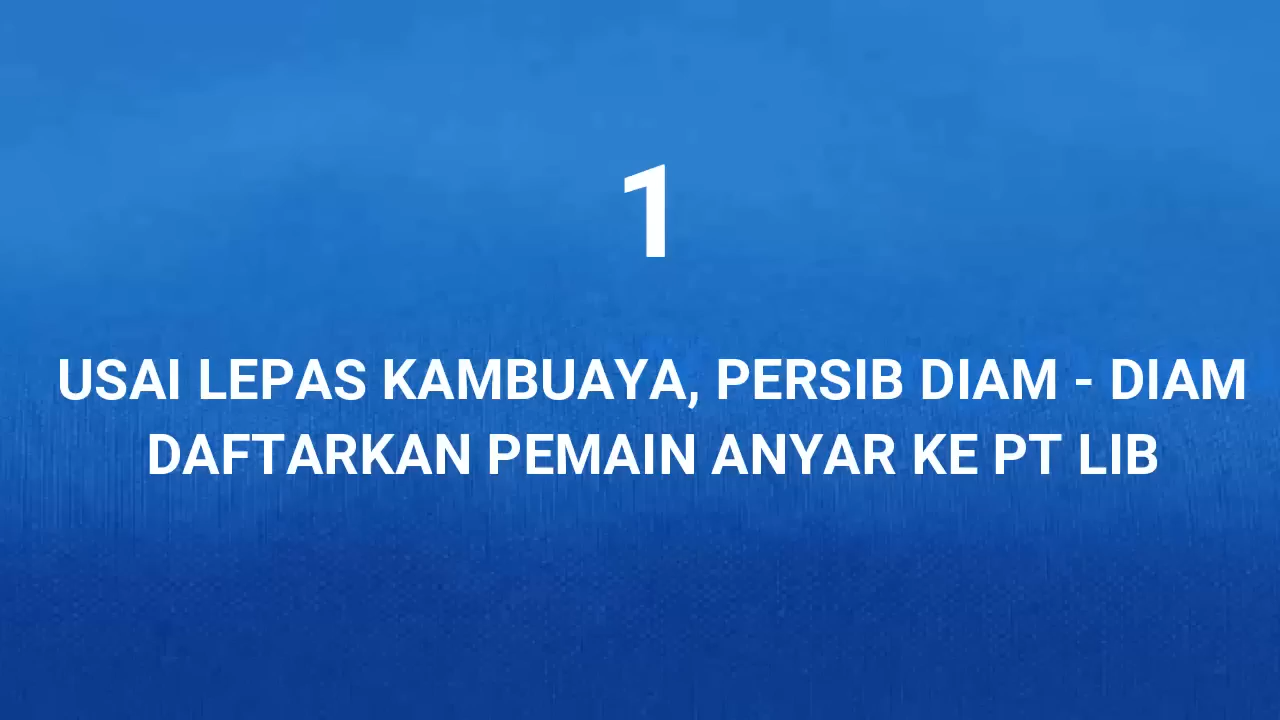 1
USAI LEPAS KAMBUAYA, PERSIB DIAM - DIAM
DAFTARKAN PEMAIN ANYAR KE PT LIB